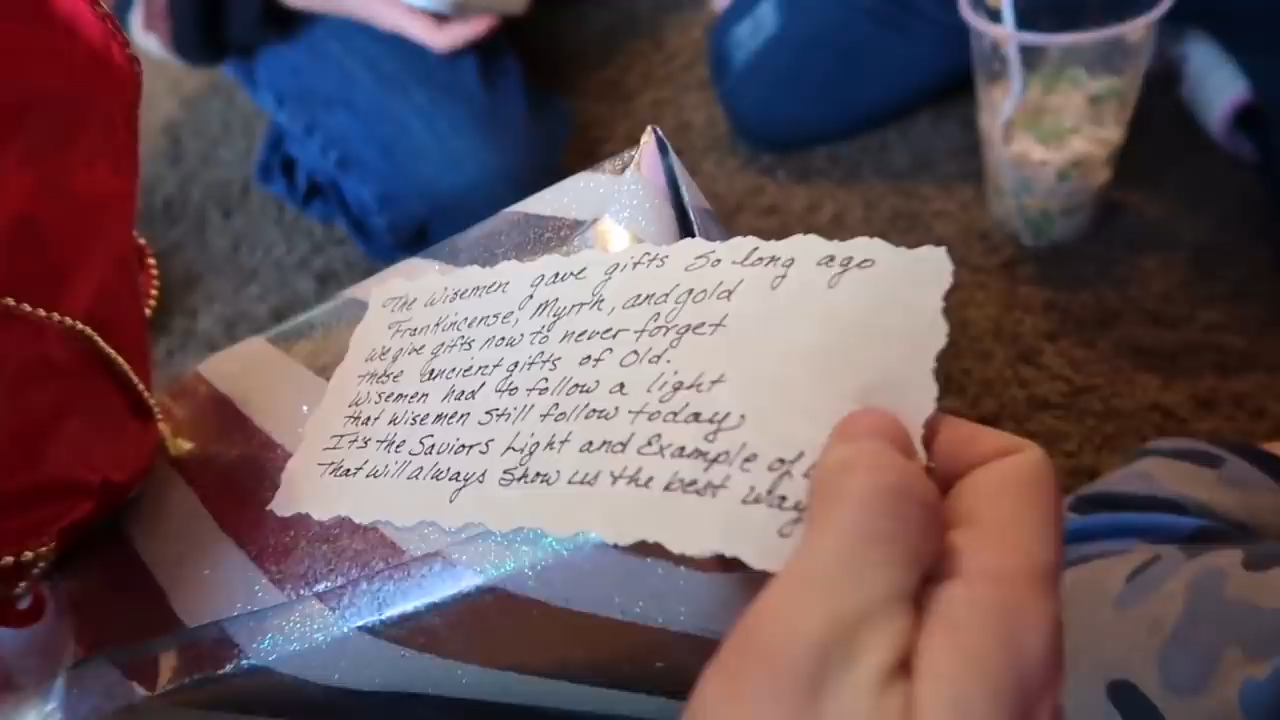 The Wisemen gave gifts So long ago
Frankincense, Myrrh, and gold
We give gifts now to never forget
these ancient gifts of Old.
Wisemen had to follow a light
that Wisemen Still follow today
It's the Saviors Light and Example of
That will always Show us the best way